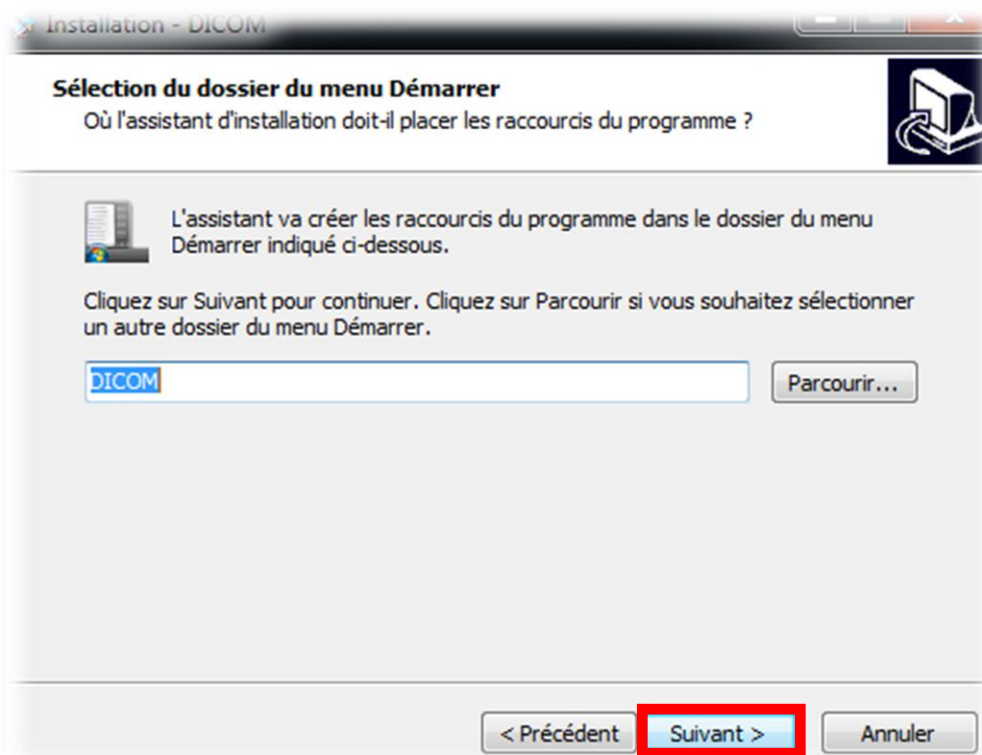 Installation - DICOM
Sélection du dossier du menu Démarrer
Où l'assistant d'installation doit-il placer les raccourcis du programme ?
L'assistant va créer les raccourcis du programme dans le dossier du menu
Démarrer indiqué ci-dessous.
Cliquez sur Suivant pour continuer. Cliquez sur Parcourir si vous souhaitez sélectionner
un autre dossier du menu Démarrer.
DICOM
Parcourir...
< Précédent
Suivant >
Annuler